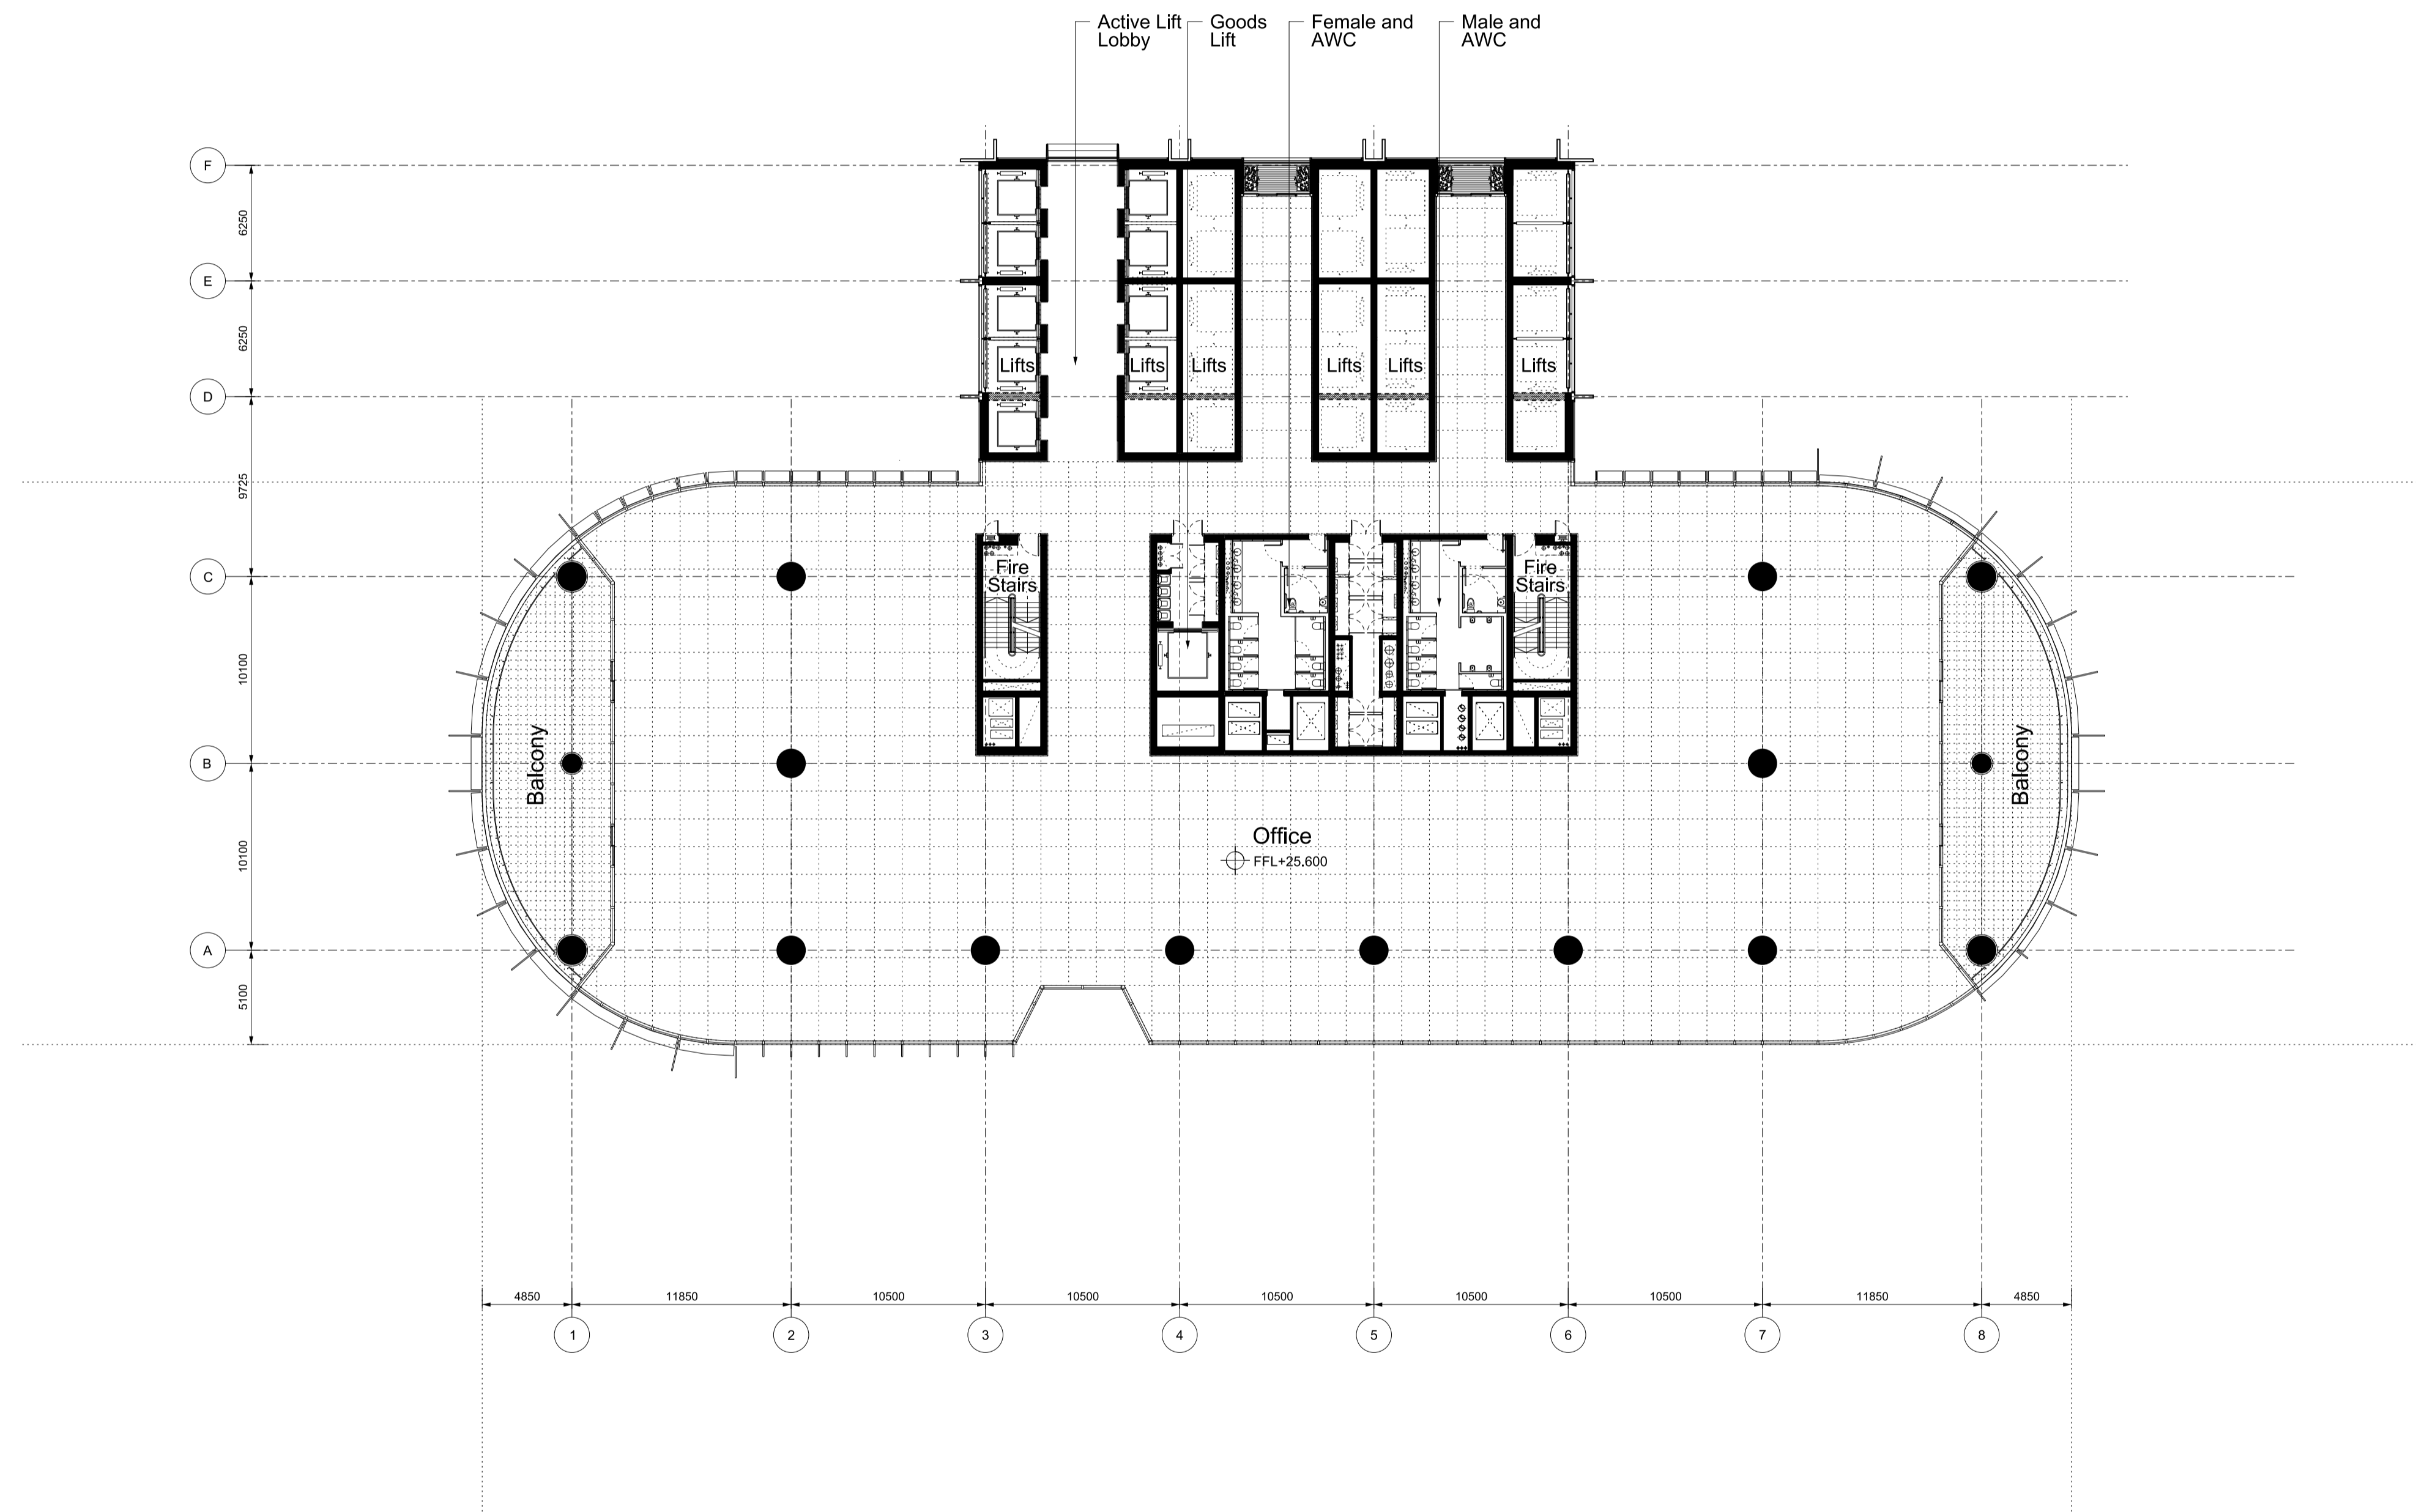 Active Lift
Lobby
Goods
Lift
Female and
AWC
Male and
AWC
F
6250
E
6250
Lifts
Lifts
Lifts
Lifts
Lifts
Lifts
D
9725
C
Fire
Stairs
Fire
Stairs
10100
Balcony
Balcony
B
Office
FFL+25.600
10100
A
5100
4850
11850
10500
10500
10500
10500
10500
11850
4850
1
2
3
4
5
6
7
8